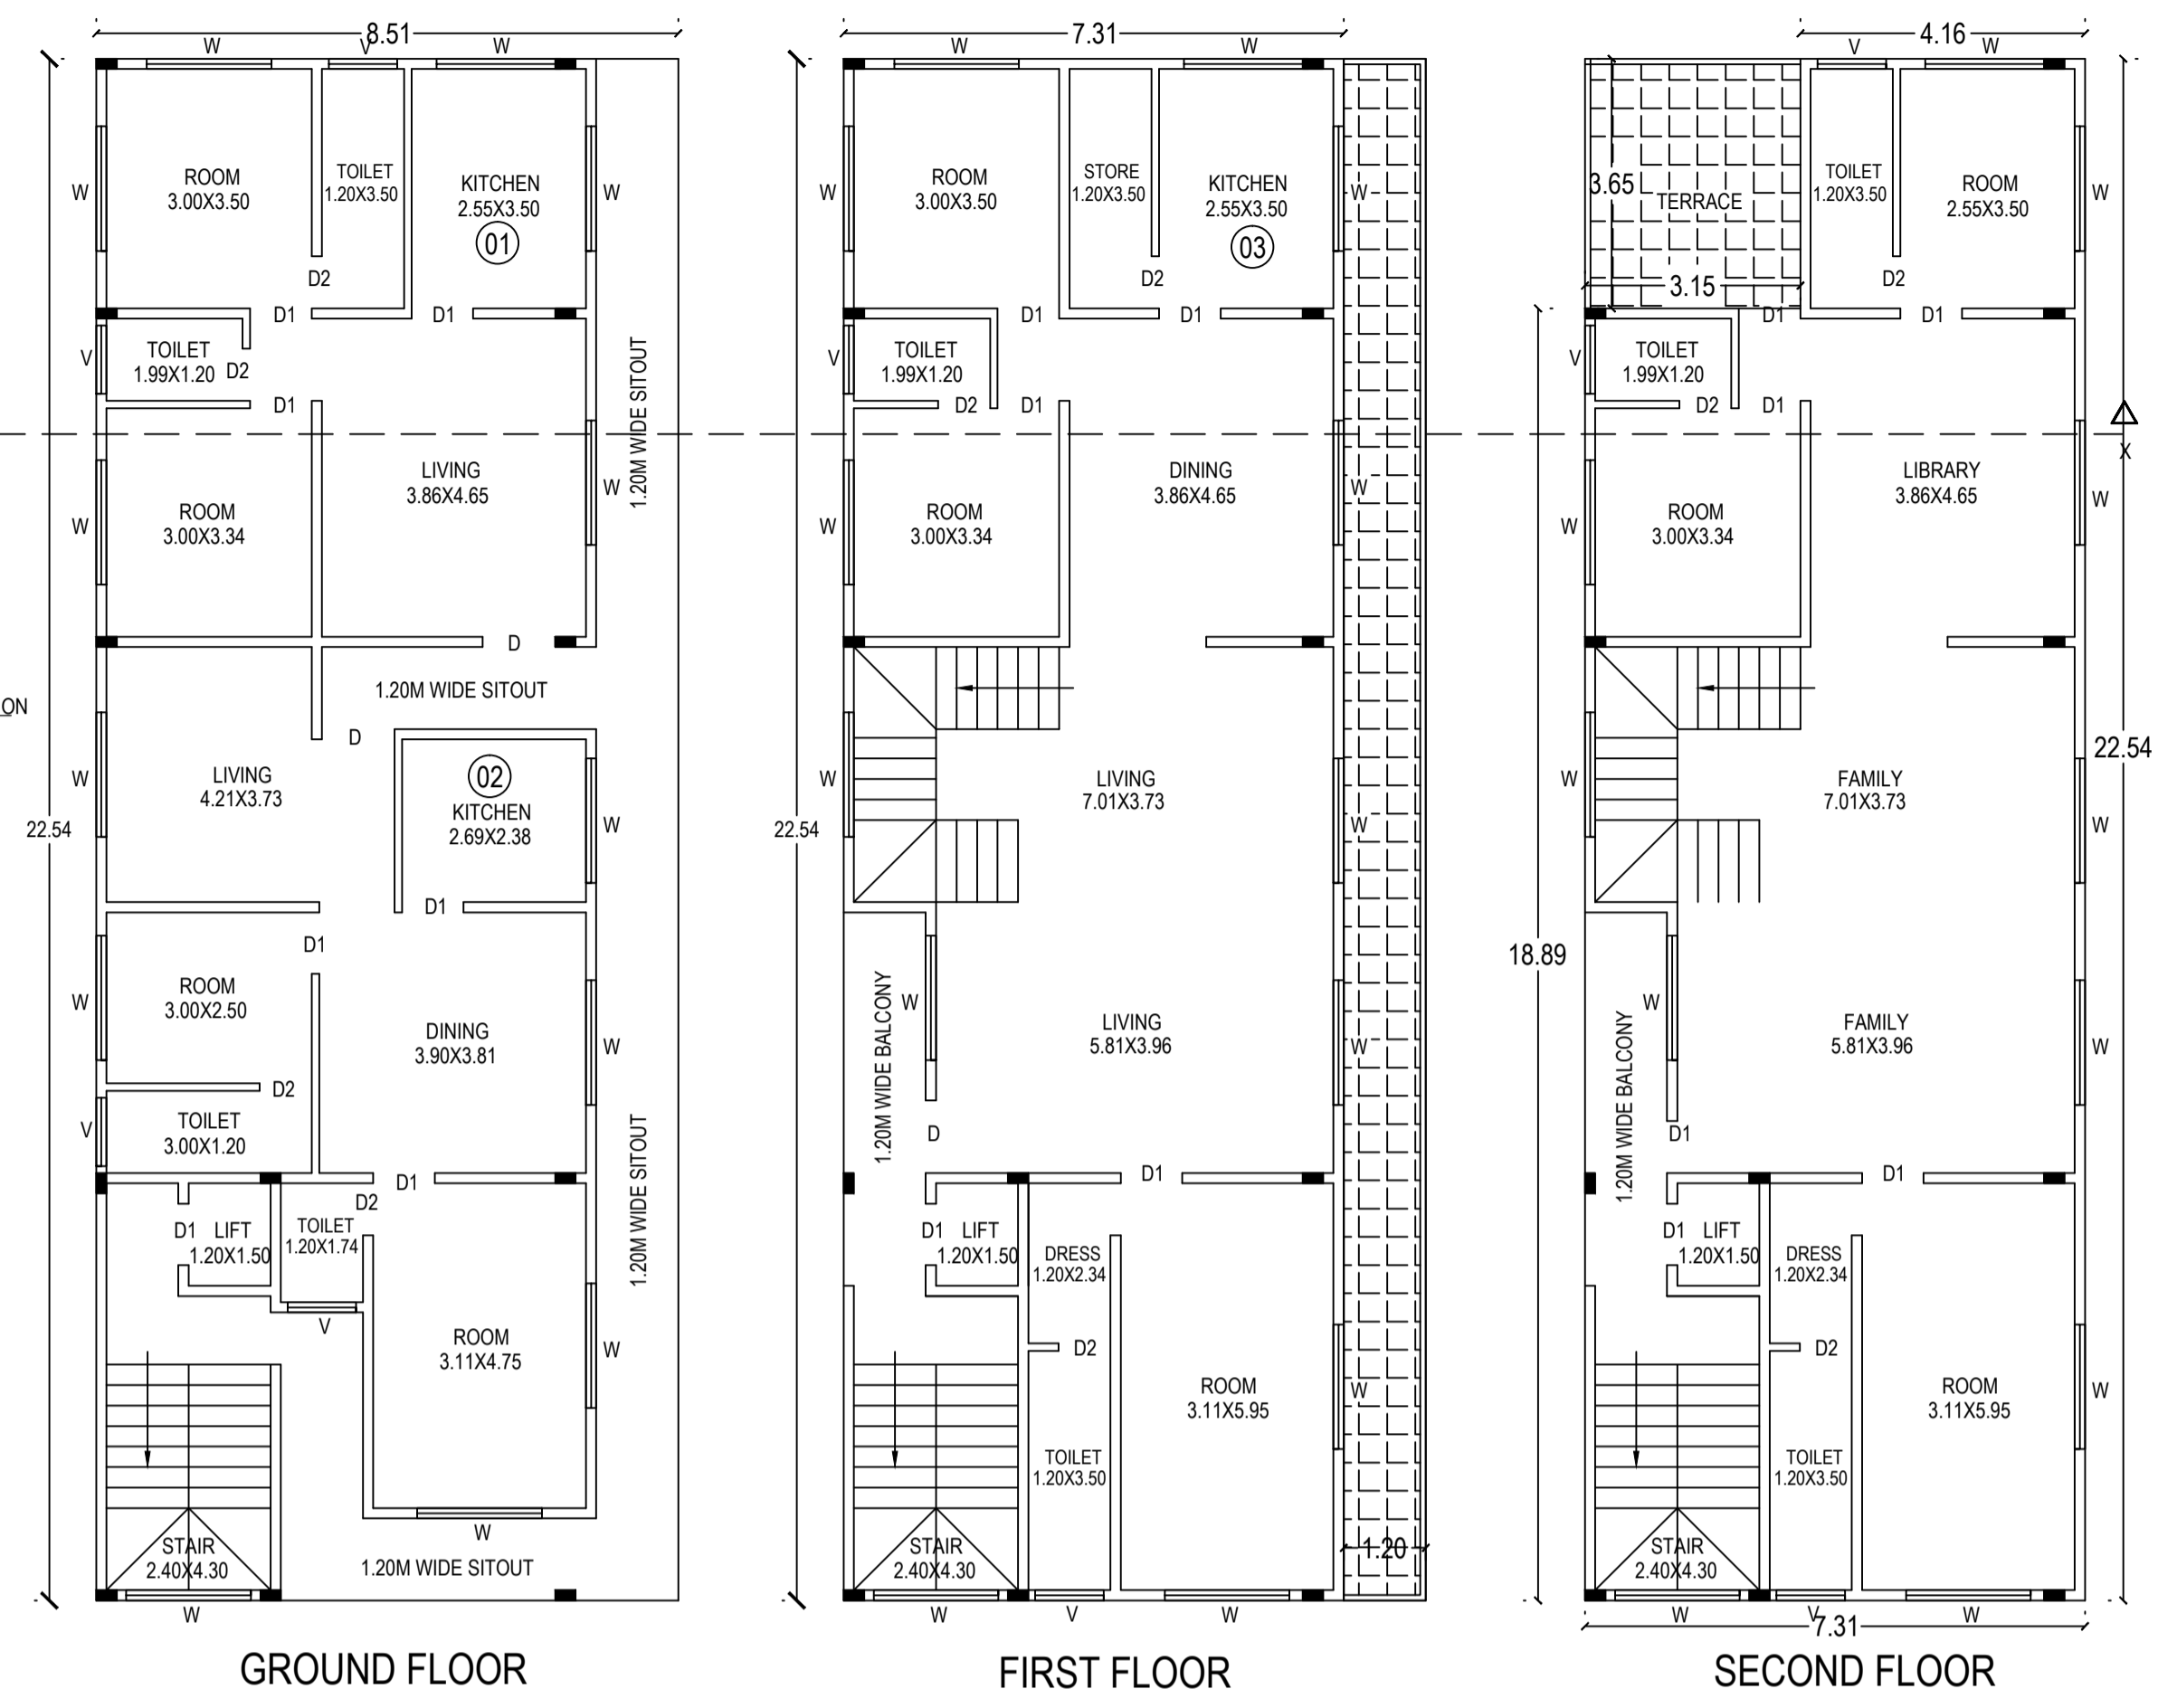 8.51
W
V
W
W
ROOM
3.00X3.50
TOILET
1.20X3.50
KITCHEN
2.55X3.50
01
W
D2
D1
D1
V
TOILET
1.99X1.20
D2
D1
1.20M WIDE SITOUT
LIVING
3.86X4.65
W
W
ROOM
3.00X3.34
D
1.20M WIDE SITOUT
ON
D
22.54
W
LIVING
4.21X3.73
02
KITCHEN
2.69X2.38
W
D1
D1
W
ROOM
3.00X2.50
DINING
3.90X3.81
W
D2
V
TOILET
3.00X1.20
D1
D2
D1
LIFT
1.20X1.50
TOILET
1.20X1.74
1.20M WIDE SITOUT
V
ROOM
3.11X4.75
W
W
STAIR
2.40X4.30
1.20M WIDE SITOUT
W
GROUND FLOOR
7.31
W
W
W
ROOM
3.00X3.50
STORE
1.20X3.50
KITCHEN
2.55X3.50
03
W
D2
D1
D1
V
TOILET
1.99X1.20
D2
D1
DINING
3.86X4.65
W
W
ROOM
3.00X3.34
22.54
W
LIVING
7.01X3.73
W
1.20M WIDE BALCONY
W
LIVING
5.81X3.96
W
D
D1
D1
LIFT
1.20X1.50
DRESS
1.20X2.34
D2
ROOM
3.11X5.95
W
TOILET
1.20X3.50
STAIR
2.40X4.30
1.20
W
V
W
FIRST FLOOR
4.16
V
W
3.65
TERRACE
TOILET
1.20X3.50
ROOM
2.55X3.50
W
3.15
D2
D1
D1
V
TOILET
1.99X1.20
D2
D1
X
LIBRARY
3.86X4.65
W
W
ROOM
3.00X3.34
22.54
W
FAMILY
7.01X3.73
W
18.89
1.20M WIDE BALCONY
W
FAMILY
5.81X3.96
W
D1
D1
D1
LIFT
1.20X1.50
DRESS
1.20X2.34
D2
ROOM
3.11X5.95
W
TOILET
1.20X3.50
STAIR
2.40X4.30
W
V
W
7.31
SECOND FLOOR